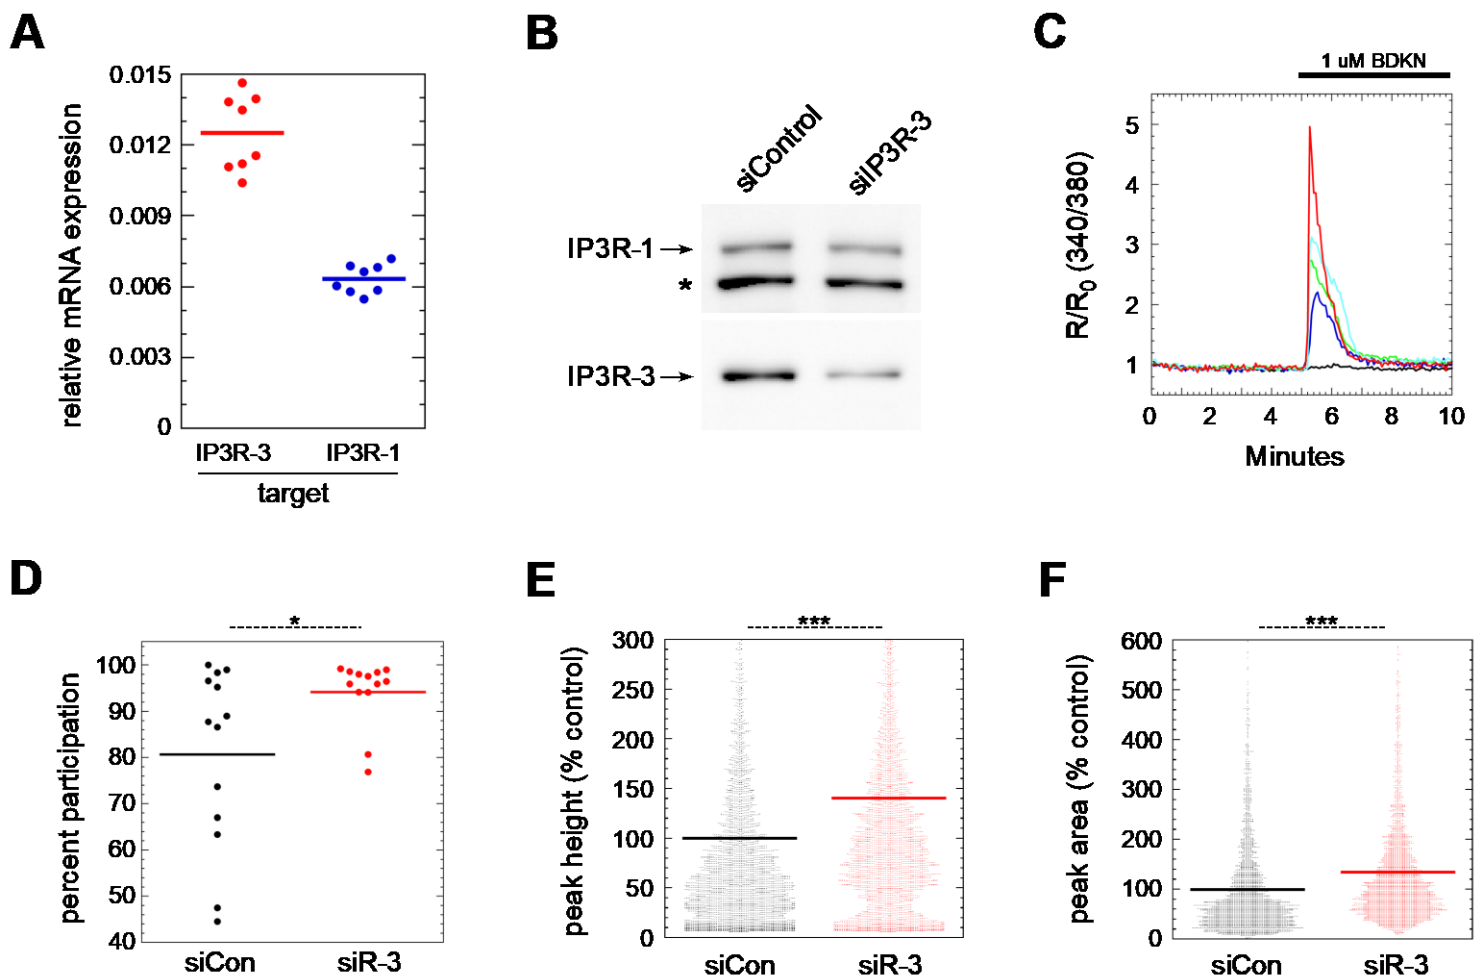 A
0.015
0.012
0.009
0.006
0.003
0
relative mRNA expression
IP3R-3 IP3R-1
target
B
siControl siIP3R-3
IP3R-1
*
IP3R-3
C
1 uM BDKN
5
4
3
2
1
R/R0 (340/380)
0 2 4 6 8 10
Minutes
D
*
100
90
80
70
60
50
40
percent participation
siCon siR-3
E
***
300
250
200
150
100
50
0
peak height (% control)
siCon siR-3
F
***
600
500
400
300
200
100
0
peak area (% control)
siCon siR-3